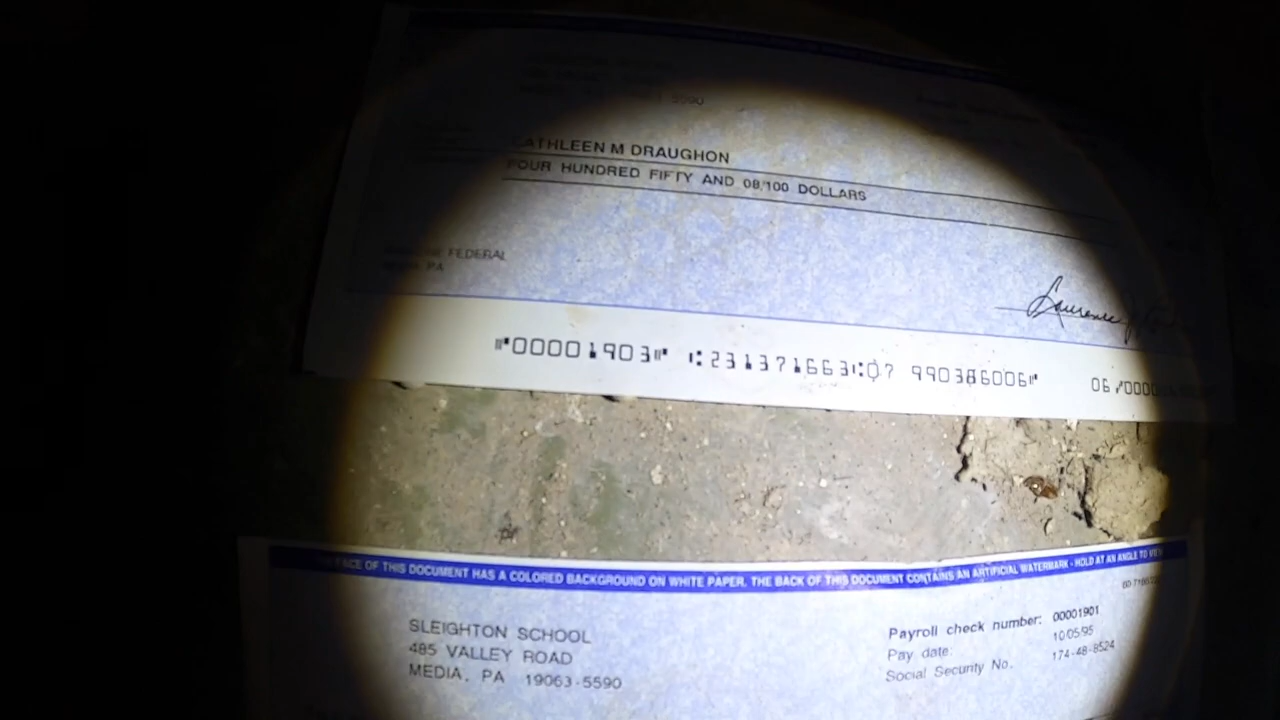 5590
ATHLEEN M DRAUGHON
FOUR HUNDRED FIFTY AND 08/100 DOLLARS
FEDERAL
PA
⑈00001903⑈ ⑆231371663⑆07 990386006⑈ 06 ⑇0000
FACE OF THIS DOCUMENT HAS A COLORED BACKGROUND ON WHITE PAPER. THE BACK OF THIS DOCUMENT CONTAINS AN ARTIFICIAL WATERMARK - HOLD AT AN ANGLE TO VIEW
SLEIGHTON SCHOOL
485 VALLEY ROAD
MEDIA, PA 19063-5590
Payroll check number: 00001901
Pay date: 10/05/95
Social Security No. 174-48-8524